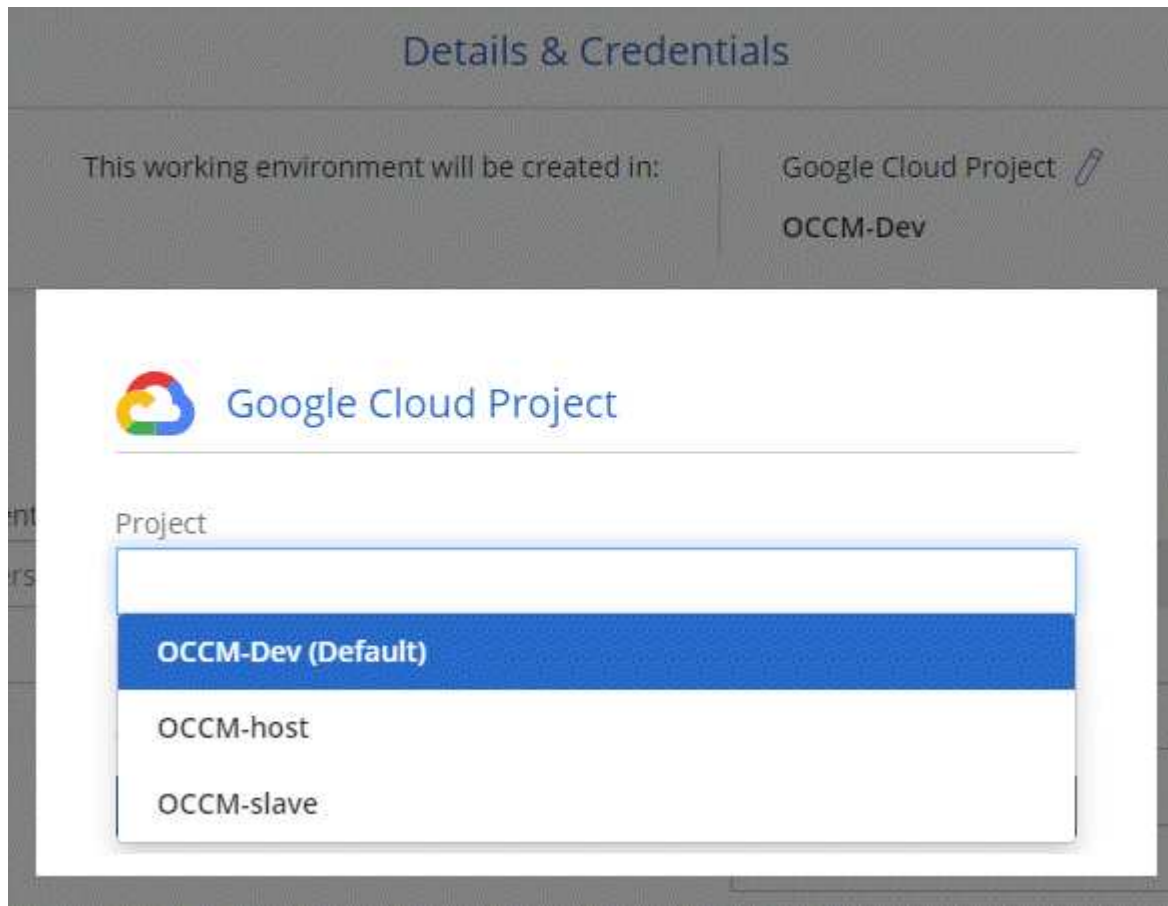 Details & Credentials
This working environment will be created in:
Google Cloud Project
OCCM-Dev
Google Cloud Project
Project
OCCM-Dev (Default)
OCCM-host
OCCM-slave